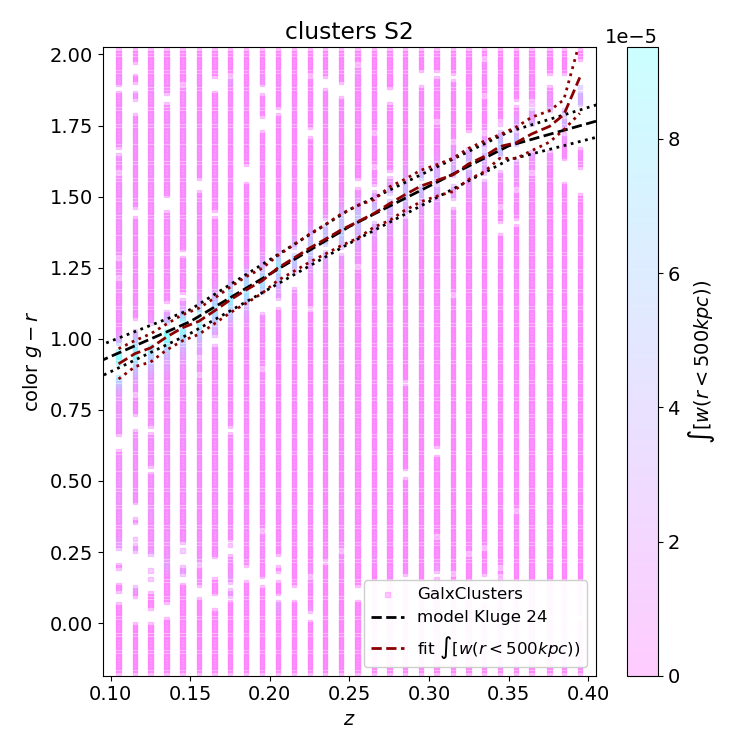 clusters S2
1e−5
2.00
1.75
1.50
1.25
1.00
0.75
0.50
0.25
0.00
color g − r
0.10 0.15 0.20 0.25 0.30 0.35 0.40
z
GalxClusters
model Kluge 24
fit ∫[w(r < 500kpc))
8
6
4
2
0
∫[w(r < 500kpc))